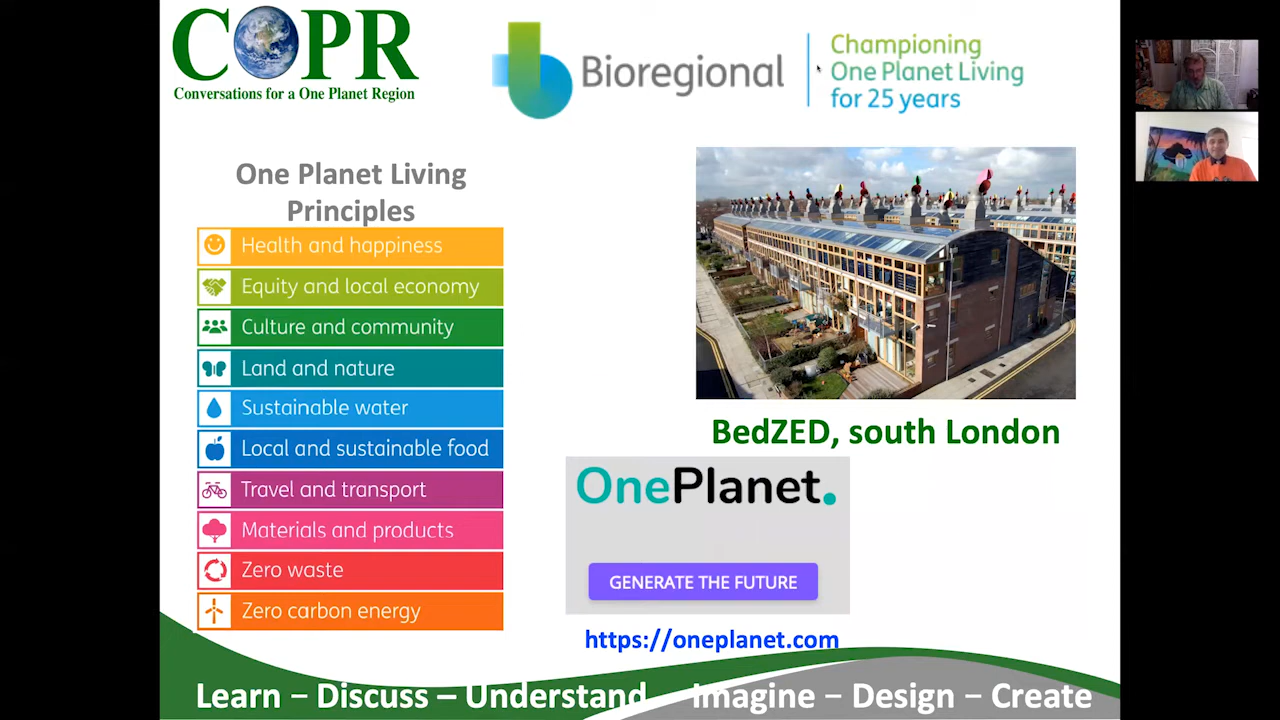 COPR
Conversations for a One Planet Region
Bioregional
Championing
One Planet Living
for 25 years
One Planet Living
Principles
Health and happiness
Equity and local economy
Culture and community
Land and nature
Sustainable water
Local and sustainable food
Travel and transport
Materials and products
Zero waste
Zero carbon energy
BedZED, south London
OnePlanet.
GENERATE THE FUTURE
https://oneplanet.com
Learn – Discuss – Understand Imagine – Design – Create